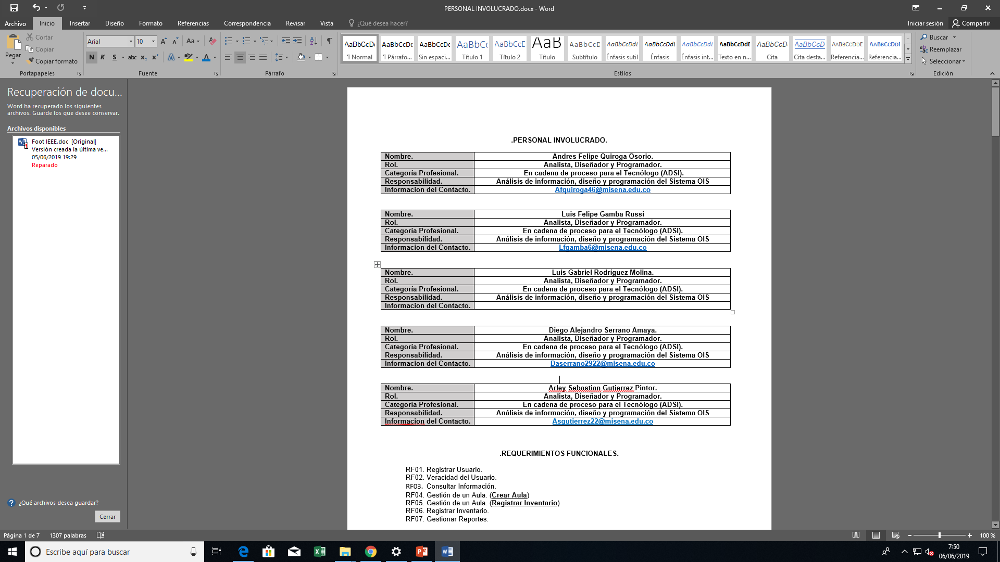 PERSONAL INVOLUCRADO.docx - Word
Archivo Inicio Insertar Diseño Formato Referencias Correspondencia Revisar Vista ¿Qué desea hacer? Iniciar sesión Compartir
Pegar
Cortar
Copiar
Copiar formato
Portapapeles
Arial 10
N K S abc x₂ x²
Fuente
Párrafo
AaBbCcDc AaBbCcDc AaBbCcDc AaBbCc AaBbCcD AaB AaBbCcD AaBbCcDdE AaBbCcDdE AaBbCcDdE AaBbCcDdE AaBbCcD AaBbCcD AABBCCDDE AABBCCDDE
¶ Normal ¶ Párrafo... Sin espaci... Título 1 Título 2 Título Subtítulo Énfasis sutil Énfasis Énfasis int... Texto en n... Cita Cita desta... Referencia... Referencia...
Estilos
Buscar
Reemplazar
Seleccionar
Edición
Recuperación de docu...
Word ha recuperado los siguientes
archivos. Guarde los que desee conservar.
Archivos disponibles
Foot IEEE.doc [Original]
Versión creada la última ve...
05/06/2019 19:29
Reparado
¿Qué archivos desea guardar?
Cerrar
.PERSONAL INVOLUCRADO.
Nombre. Andres Felipe Quiroga Osorio.
Rol. Analista, Diseñador y Programador.
Categoría Profesional. En cadena de proceso para el Tecnólogo (ADSI).
Responsabilidad. Análisis de información, diseño y programación del Sistema OIS
Informacion del Contacto. Afquiroga46@misena.edu.co
Nombre. Luis Felipe Gamba Russi
Rol. Analista, Diseñador y Programador.
Categoría Profesional. En cadena de proceso para el Tecnólogo (ADSI).
Responsabilidad. Análisis de información, diseño y programación del Sistema OIS
Informacion del Contacto. Lfgamba6@misena.edu.co
Nombre. Luis Gabriel Rodríguez Molina.
Rol. Analista, Diseñador y Programador.
Categoría Profesional. En cadena de proceso para el Tecnólogo (ADSI).
Responsabilidad. Análisis de información, diseño y programación del Sistema OIS
Informacion del Contacto.
Nombre. Diego Alejandro Serrano Amaya.
Rol. Analista, Diseñador y Programador.
Categoría Profesional. En cadena de proceso para el Tecnólogo (ADSI).
Responsabilidad. Análisis de información, diseño y programación del Sistema OIS
Informacion del Contacto. Daserrano2922@misena.edu.co
Nombre. Arley Sebastian Gutierrez Pintor.
Rol. Analista, Diseñador y Programador.
Categoría Profesional. En cadena de proceso para el Tecnólogo (ADSI).
Responsabilidad. Análisis de información, diseño y programación del Sistema OIS
Informacion del Contacto. Asgutierrez22@misena.edu.co
.REQUERIMIENTOS FUNCIONALES.
RF01. Registrar Usuario.
RF02. Veracidad del Usuario.
RF03. Consultar Información.
RF04. Gestión de un Aula. (Crear Aula)
RF05. Gestión de un Aula. (Registrar Inventario)
RF06. Registrar Inventario.
RF07. Gestionar Reportes.
Página 1 de 7 1307 palabras 100 %
Escribe aquí para buscar
7:50
06/06/2019